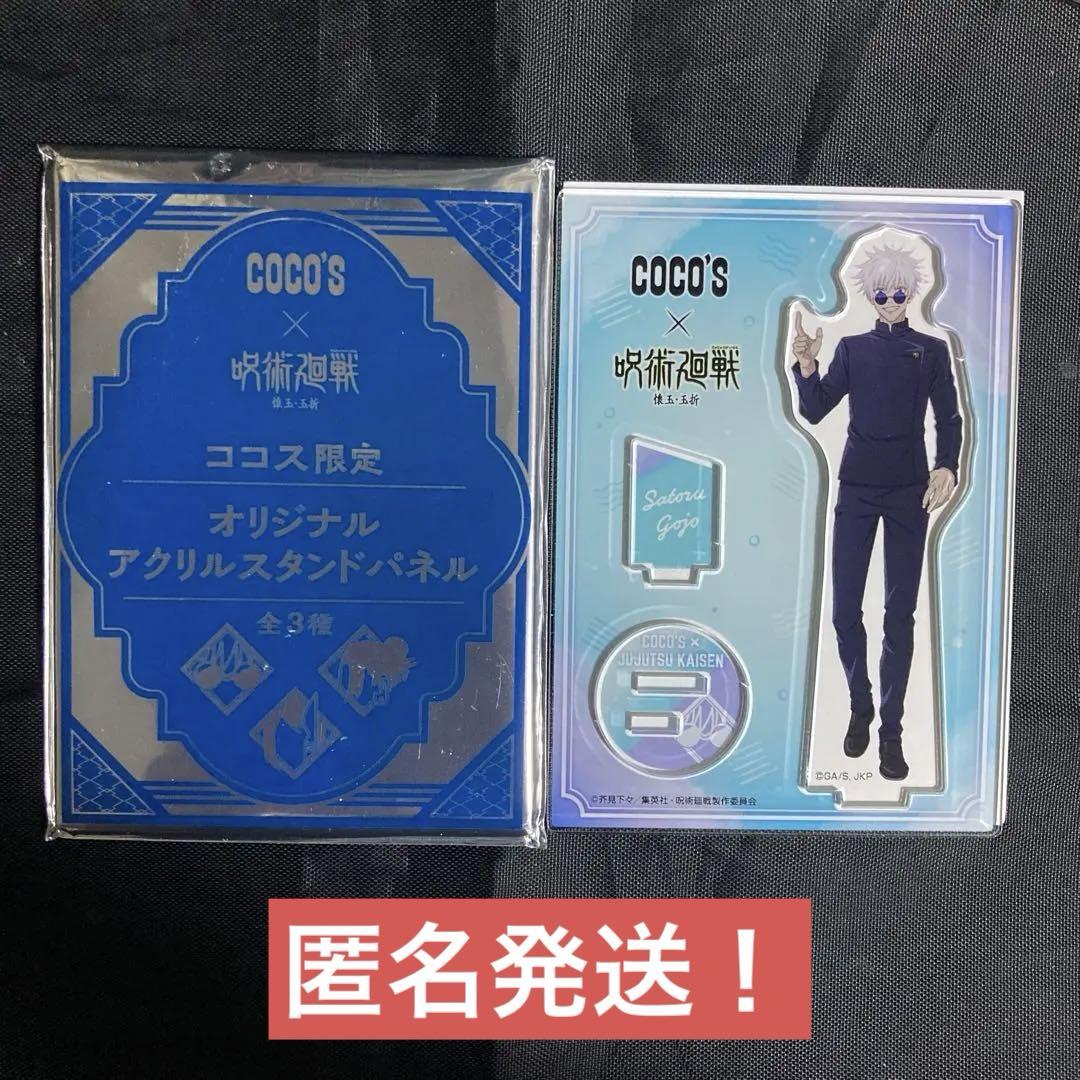 COCO'S
×
呪術廻戦
懐玉・玉折
ココス限定
オリジナル
アクリルスタンドパネル
全3種
COCO'S
×
呪術廻戦
懐玉・玉折
Satoru
Gojo
COCO'S ×
JUJUTSU KAISEN
©GA/S, JKP
©芥見下々／集英社・呪術廻戦製作委員会
匿名発送！